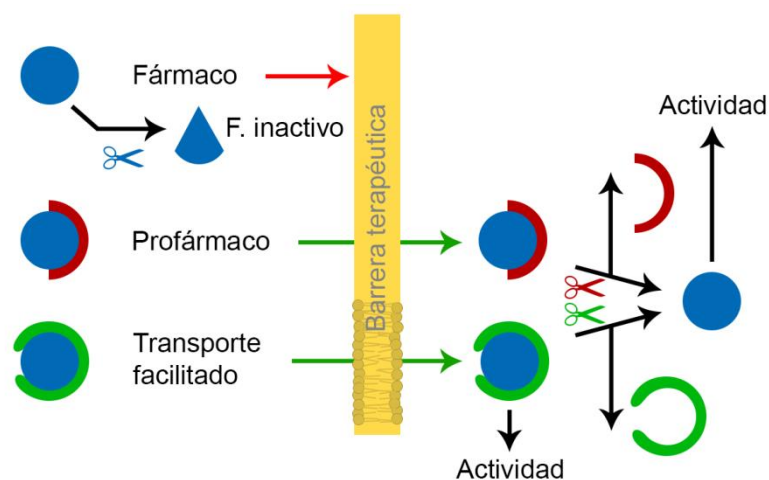 Fármaco
F. inactivo
Barrera terapéutica
Profármaco
Transporte
facilitado
Actividad
Actividad